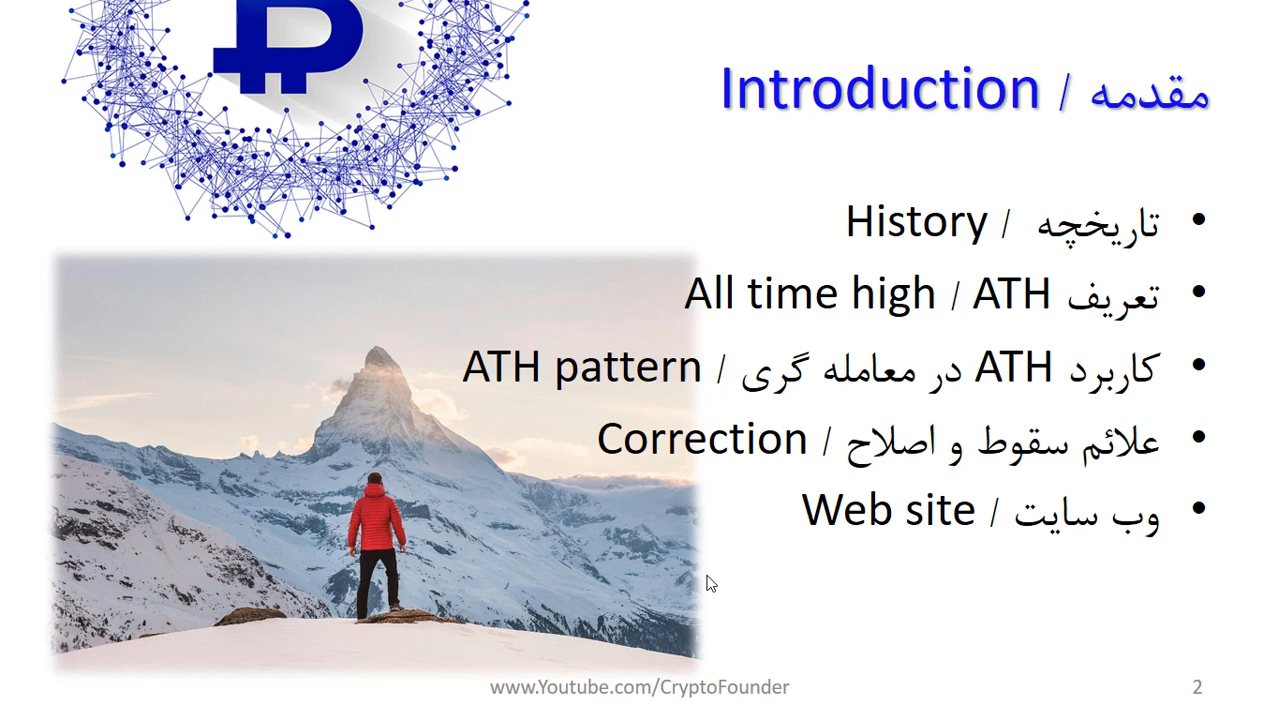 مقدمه / Introduction
• تاریخچه / History
• تعریف All time high / ATH
• کاربرد ATH در معامله گری / ATH pattern
• علائم سقوط و اصلاح / Correction
• وب سایت / Web site
www.Youtube.com/CryptoFounder
2